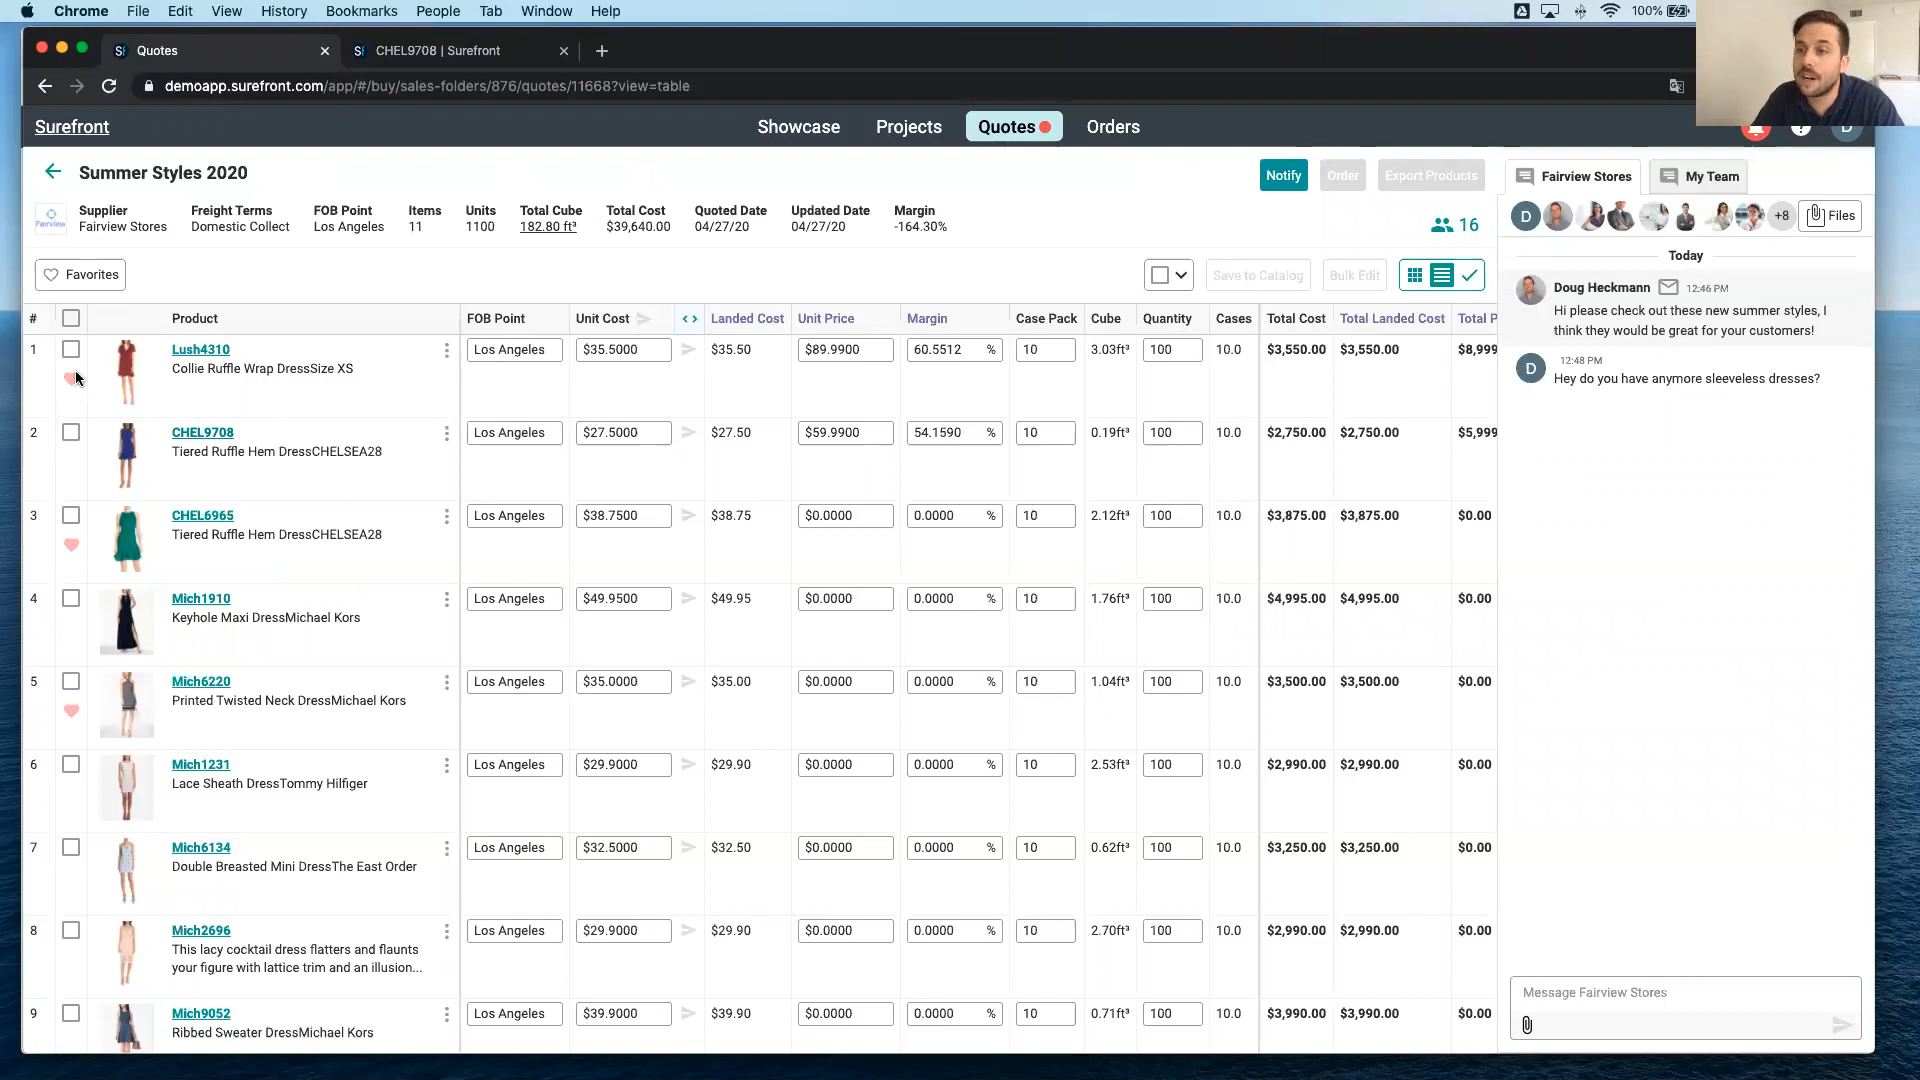 Chrome File Edit View History Bookmarks People Tab Window Help 100%
Quotes CHEL9708 | Surefront
demoapp.surefront.com/app/#/buy/sales-folders/876/quotes/11668?view=table
Surefront Showcase Projects Quotes Orders
Summer Styles 2020 Notify Order Export Products Fairview Stores My Team
Supplier Freight Terms FOB Point Items Units Total Cube Total Cost Quoted Date Updated Date Margin
Fairview Stores Domestic Collect Los Angeles 11 1100 182.80 ft³ $39,640.00 04/27/20 04/27/20 -164.30%
16
D +8 Files
Favorites Save to Catalog Bulk Edit
Today
Doug Heckmann 12:46 PM
Hi please check out these new summer styles, I
think they would be great for your customers!
D 12:48 PM
Hey do you have anymore sleeveless dresses?
# Product FOB Point Unit Cost <> Landed Cost Unit Price Margin Case Pack Cube Quantity Cases Total Cost Total Landed Cost Total P
1 Lush4310 Los Angeles $35.5000 $35.50 $89.9900 60.5512 % 10 3.03ft³ 100 10.0 $3,550.00 $3,550.00 $8,999
Collie Ruffle Wrap DressSize XS
2 CHEL9708 Los Angeles $27.5000 $27.50 $59.9900 54.1590 % 10 0.19ft³ 100 10.0 $2,750.00 $2,750.00 $5,999
Tiered Ruffle Hem DressCHELSEA28
3 CHEL6965 Los Angeles $38.7500 $38.75 $0.0000 0.0000 % 10 2.12ft³ 100 10.0 $3,875.00 $3,875.00 $0.00
Tiered Ruffle Hem DressCHELSEA28
4 Mich1910 Los Angeles $49.9500 $49.95 $0.0000 0.0000 % 10 1.76ft³ 100 10.0 $4,995.00 $4,995.00 $0.00
Keyhole Maxi DressMichael Kors
5 Mich6220 Los Angeles $35.0000 $35.00 $0.0000 0.0000 % 10 1.04ft³ 100 10.0 $3,500.00 $3,500.00 $0.00
Printed Twisted Neck DressMichael Kors
6 Mich1231 Los Angeles $29.9000 $29.90 $0.0000 0.0000 % 10 2.53ft³ 100 10.0 $2,990.00 $2,990.00 $0.00
Lace Sheath DressTommy Hilfiger
7 Mich6134 Los Angeles $32.5000 $32.50 $0.0000 0.0000 % 10 0.62ft³ 100 10.0 $3,250.00 $3,250.00 $0.00
Double Breasted Mini DressThe East Order
8 Mich2696 Los Angeles $29.9000 $29.90 $0.0000 0.0000 % 10 2.70ft³ 100 10.0 $2,990.00 $2,990.00 $0.00
This lacy cocktail dress flatters and flaunts
your figure with lattice trim and an illusion...
9 Mich9052 Los Angeles $39.9000 $39.90 $0.0000 0.0000 % 10 0.71ft³ 100 10.0 $3,990.00 $3,990.00 $0.00
Ribbed Sweater DressMichael Kors
Message Fairview Stores